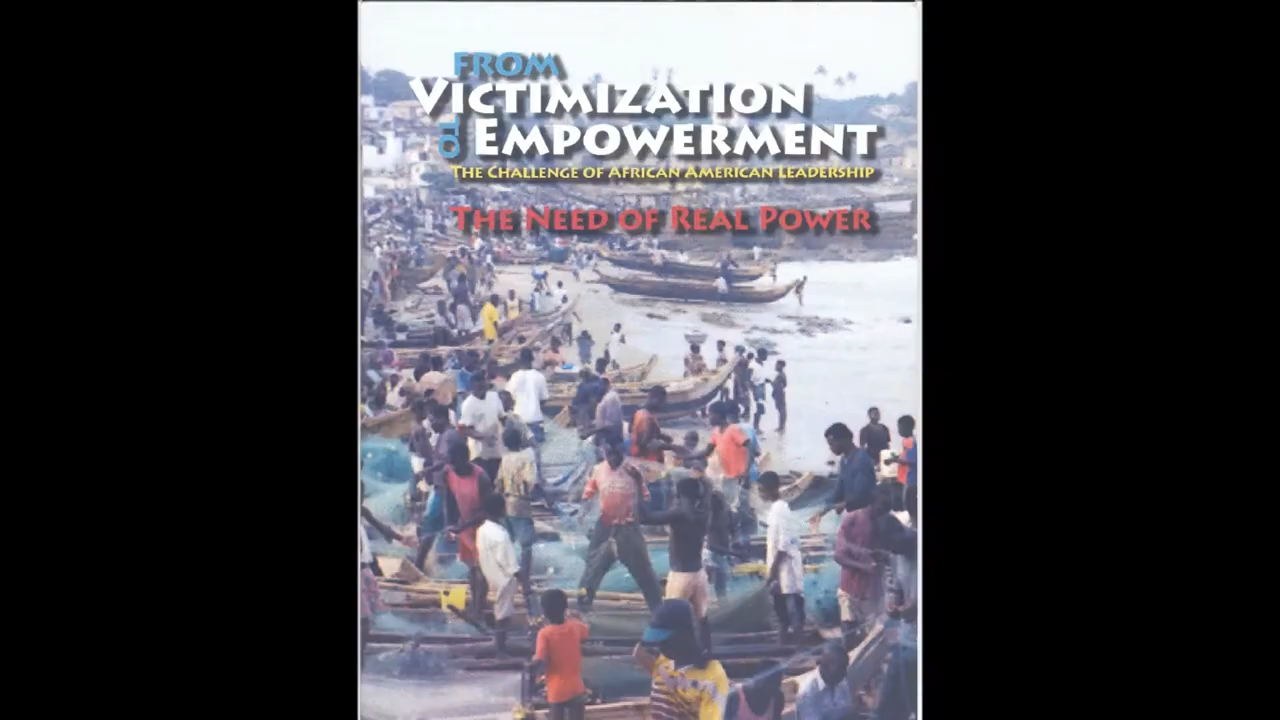 FROM
VICTIMIZATION
TO EMPOWERMENT
THE CHALLENGE OF AFRICAN AMERICAN LEADERSHIP
THE NEED OF REAL POWER